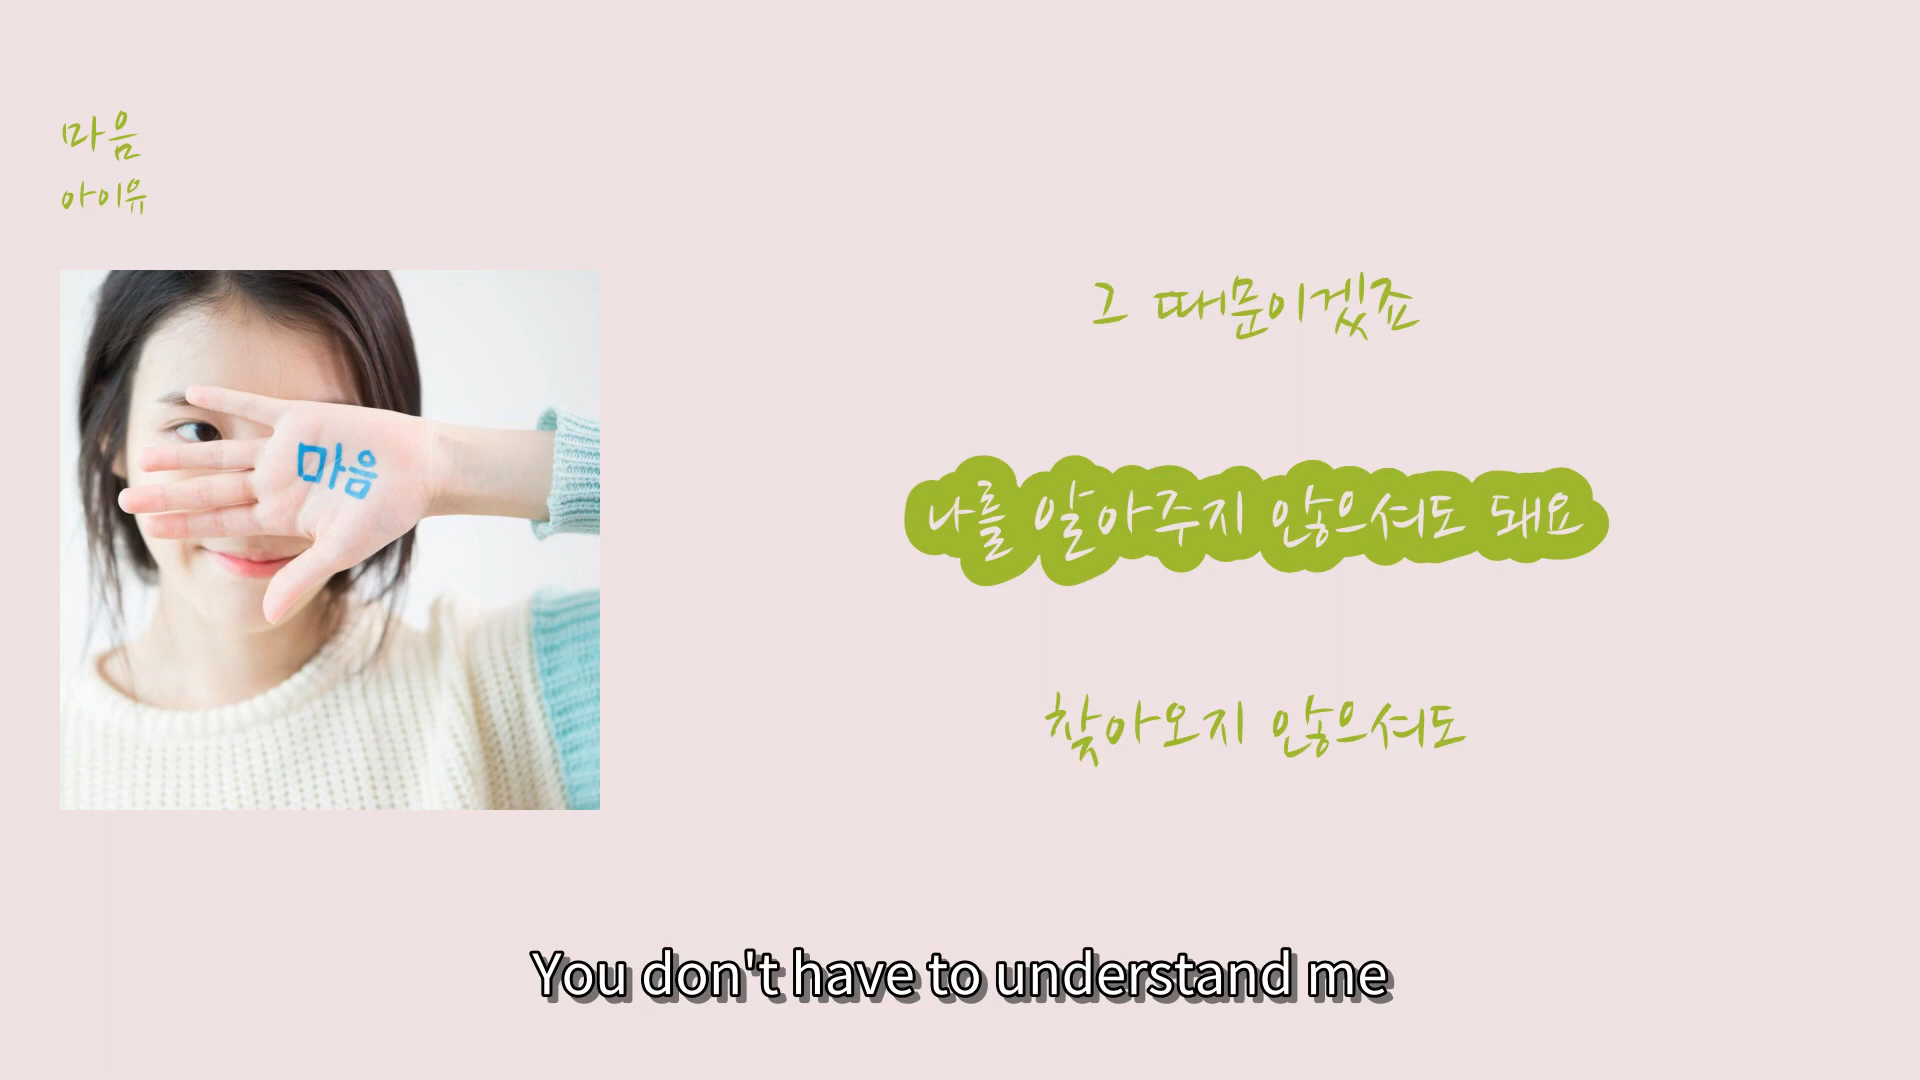 마음
아이유
마음
그 때문이겠죠
나를 알아주지 않으셔도 돼요
찾아오지 않으셔도
You don't have to understand me